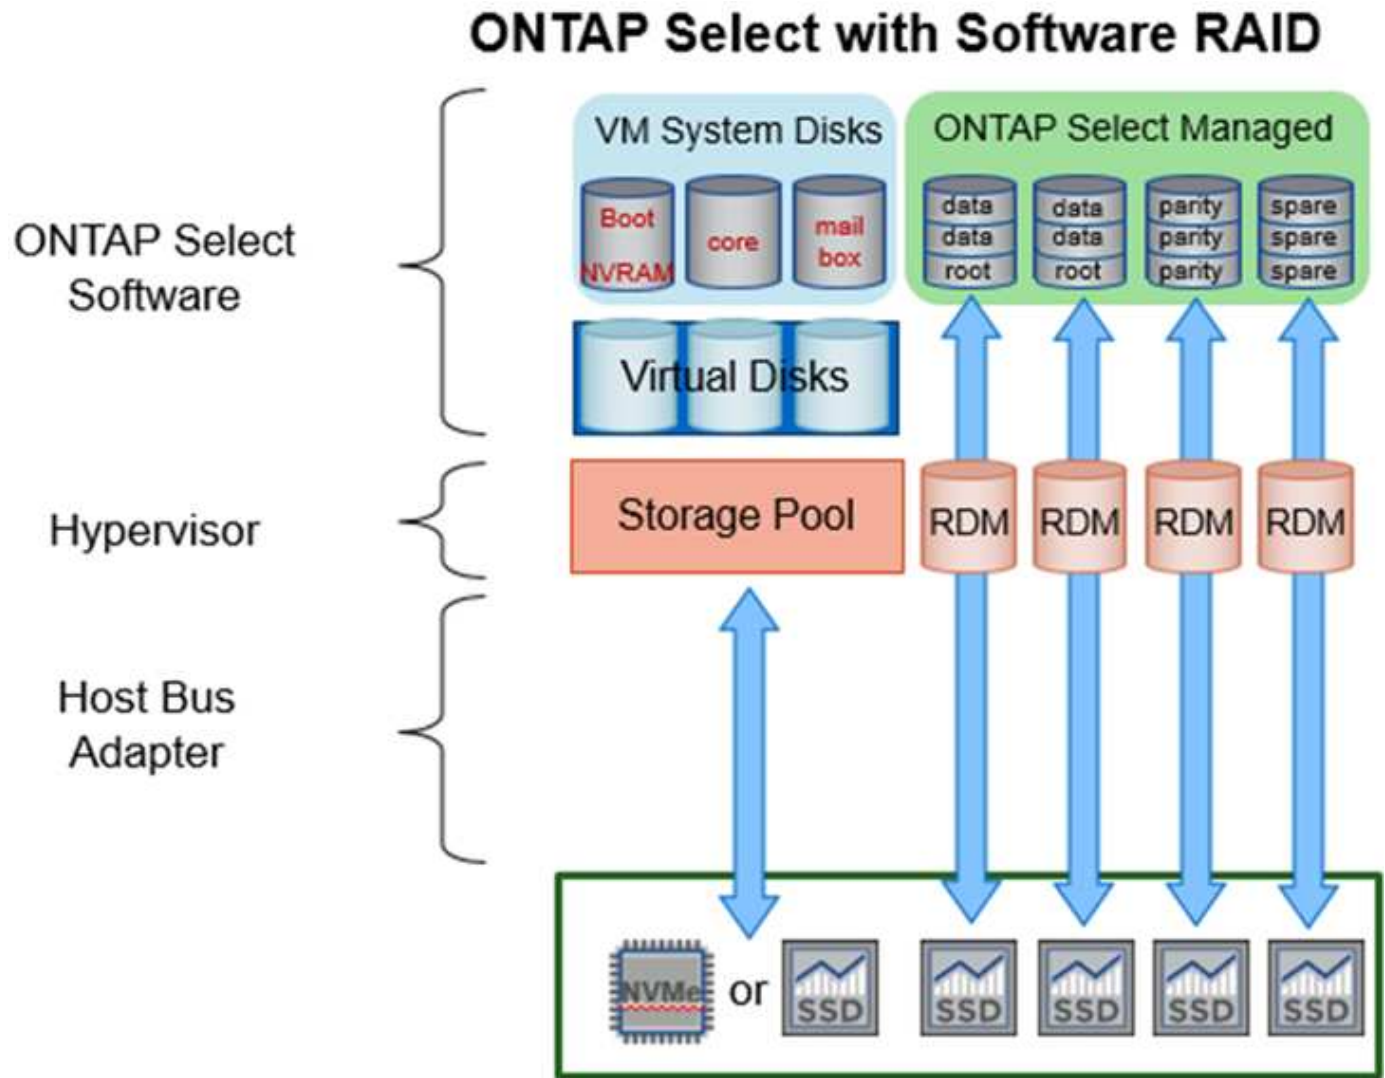 ONTAP Select with Software RAID
ONTAP Select
Software
VM System Disks
Boot
NVRAM
core
mail
box
ONTAP Select Managed
data
data
root
data
data
root
parity
parity
parity
spare
spare
spare
Virtual Disks
Hypervisor
Storage Pool
RDM
RDM
RDM
RDM
Host Bus
Adapter
NVMe
or
SSD
SSD
SSD
SSD
SSD